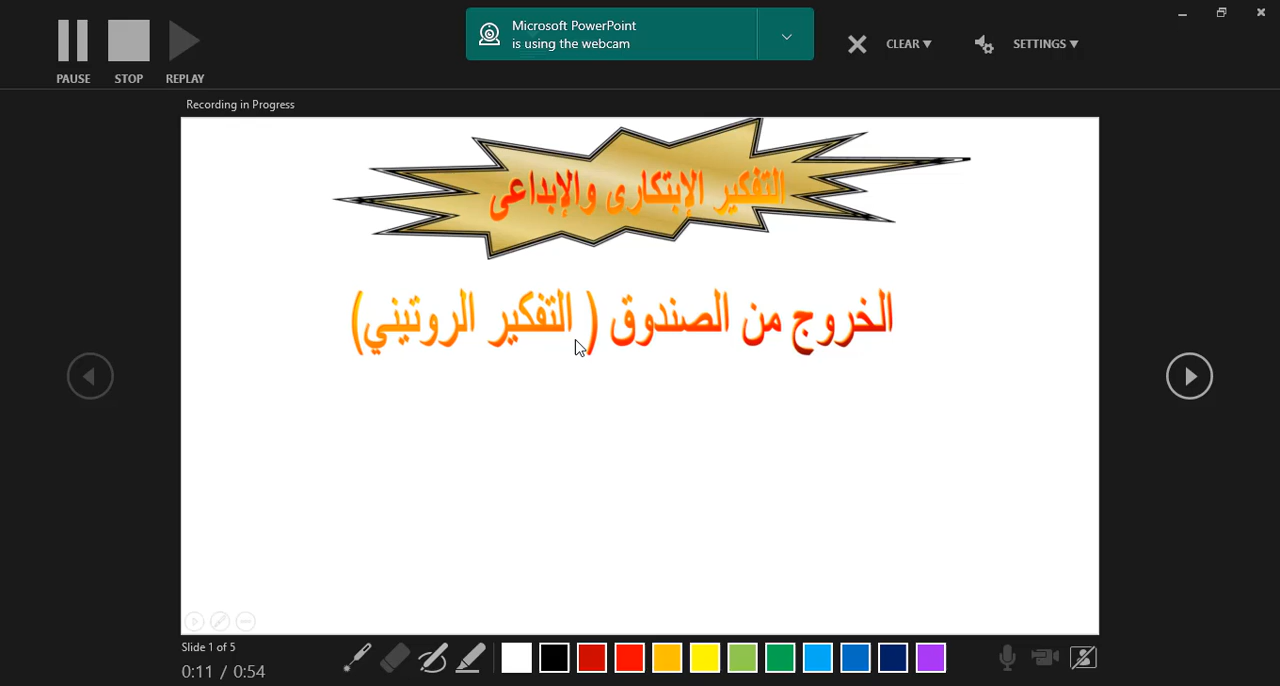 Microsoft PowerPoint
is using the webcam
CLEAR
SETTINGS
PAUSE
STOP
REPLAY
Recording in Progress
التفكير الإبتكارى والإبداعى
الخروج من الصندوق ( التفكير الروتيني)
Slide 1 of 5
0:11 / 0:54